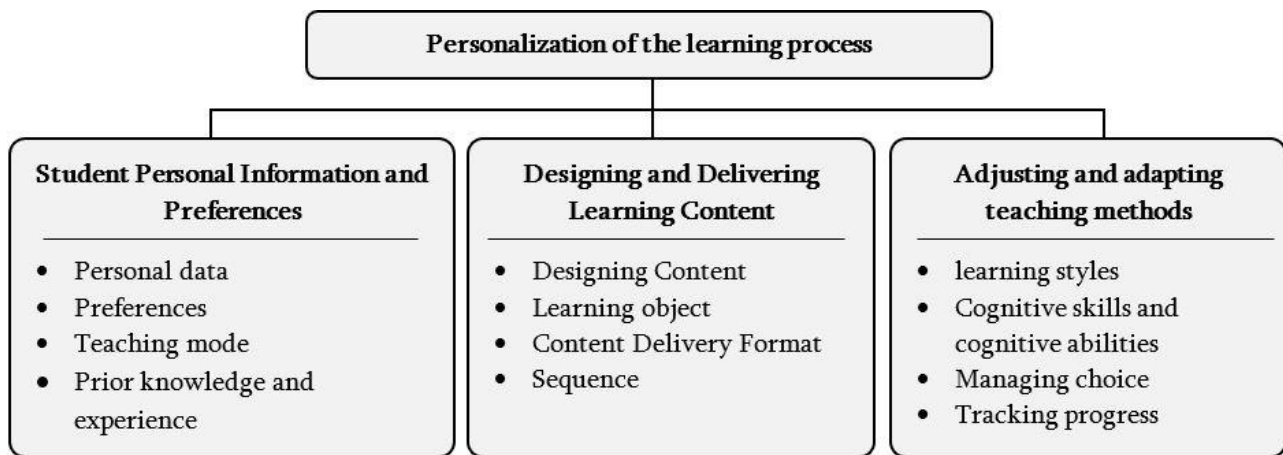 Personalization of the learning process
Student Personal Information and
Preferences
• Personal data
• Preferences
• Teaching mode
• Prior knowledge and
experience
Designing and Delivering
Learning Content
• Designing Content
• Learning object
• Content Delivery Format
• Sequence
Adjusting and adapting
teaching methods
• learning styles
• Cognitive skills and
cognitive abilities
• Managing choice
• Tracking progress